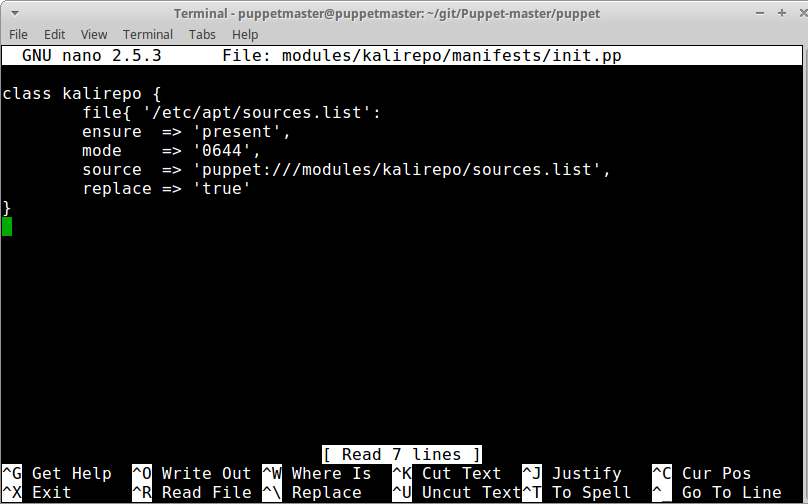 Terminal - puppetmaster@puppetmaster: ~/git/Puppet-master/puppet
File Edit View Terminal Tabs Help
GNU nano 2.5.3 File: modules/kalirepo/manifests/init.pp
class kalirepo {
file{ '/etc/apt/sources.list':
ensure => 'present',
mode => '0644',
source => 'puppet:///modules/kalirepo/sources.list',
replace => 'true'
}
[ Read 7 lines ]
^G Get Help ^O Write Out ^W Where Is ^K Cut Text ^J Justify ^C Cur Pos
^X Exit ^R Read File ^\ Replace ^U Uncut Text ^T To Spell ^_ Go To Line